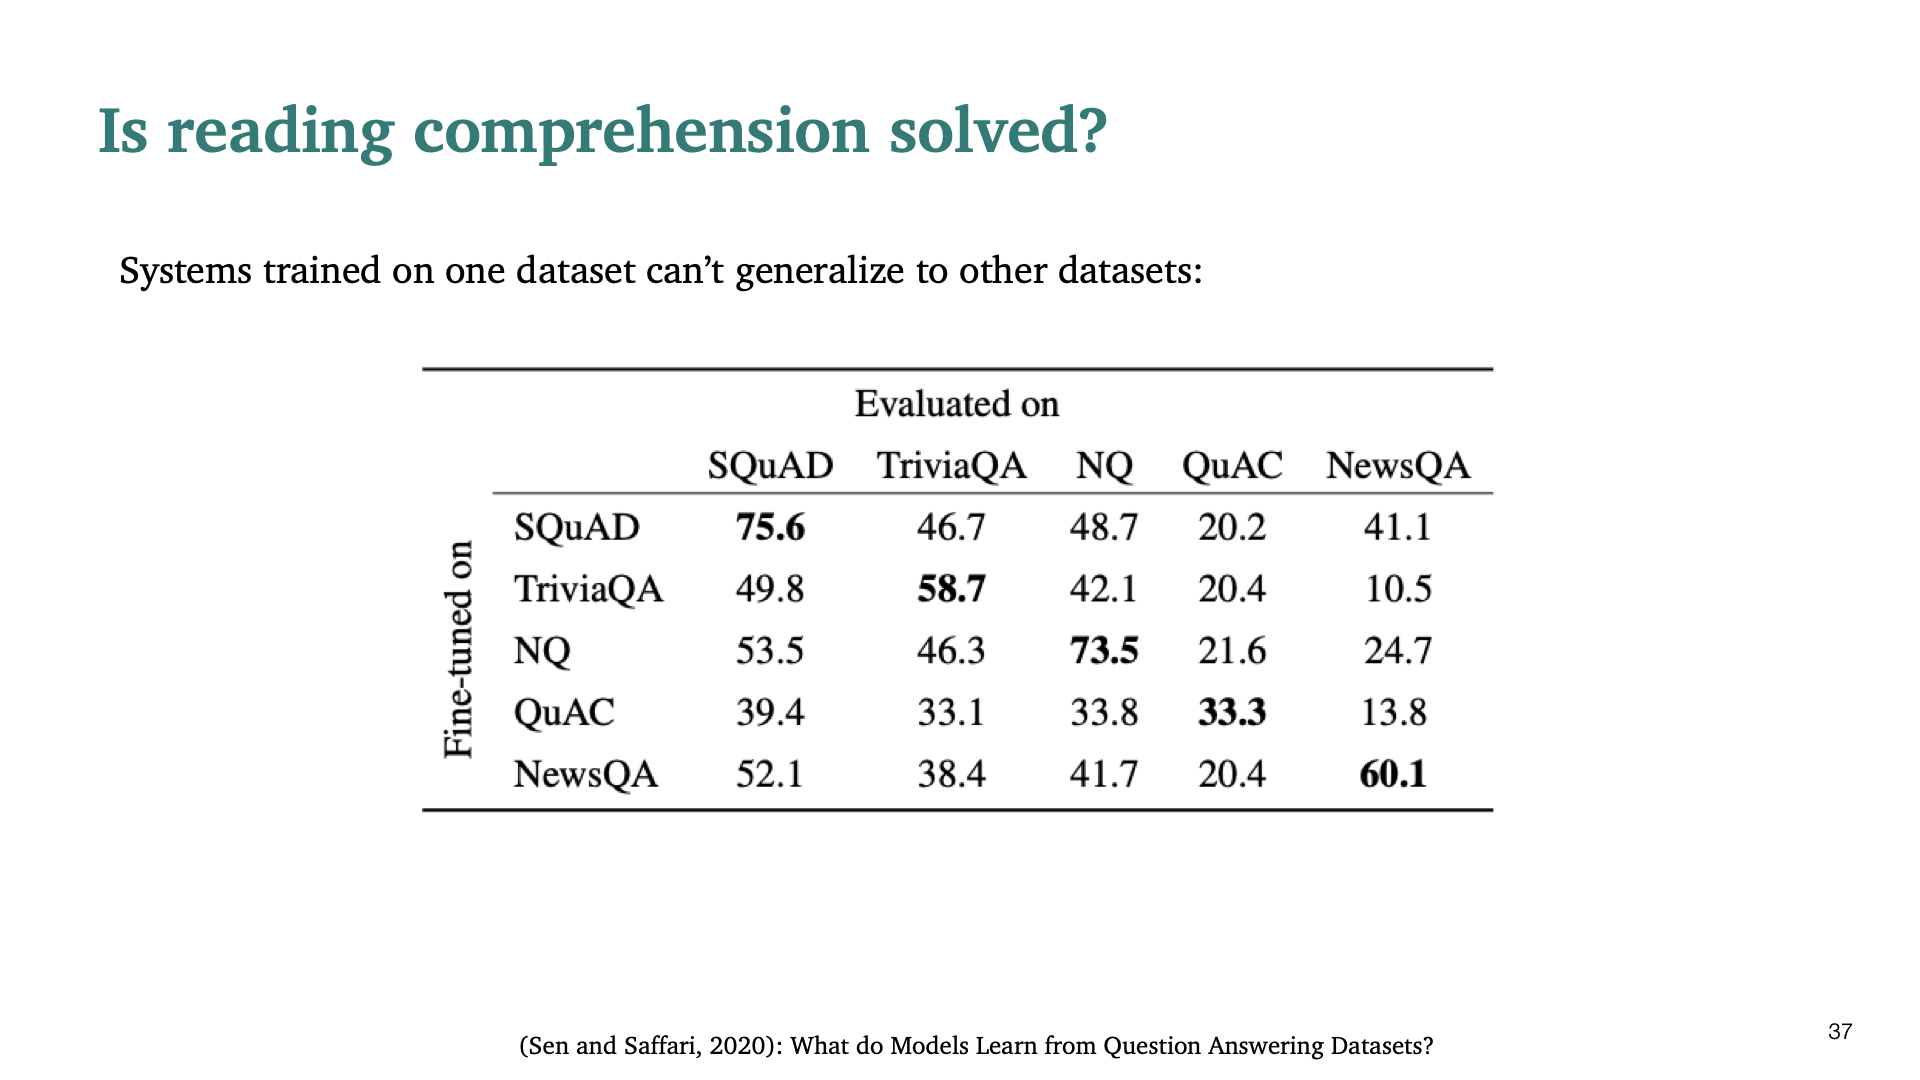 Is reading comprehension solved?
Systems trained on one dataset can’t generalize to other datasets:
Evaluated on
SQuAD TriviaQA NQ QuAC NewsQA
Fine-tuned on
SQuAD 75.6 46.7 48.7 20.2 41.1
TriviaQA 49.8 58.7 42.1 20.4 10.5
NQ 53.5 46.3 73.5 21.6 24.7
QuAC 39.4 33.1 33.8 33.3 13.8
NewsQA 52.1 38.4 41.7 20.4 60.1
(Sen and Saffari, 2020): What do Models Learn from Question Answering Datasets?
37